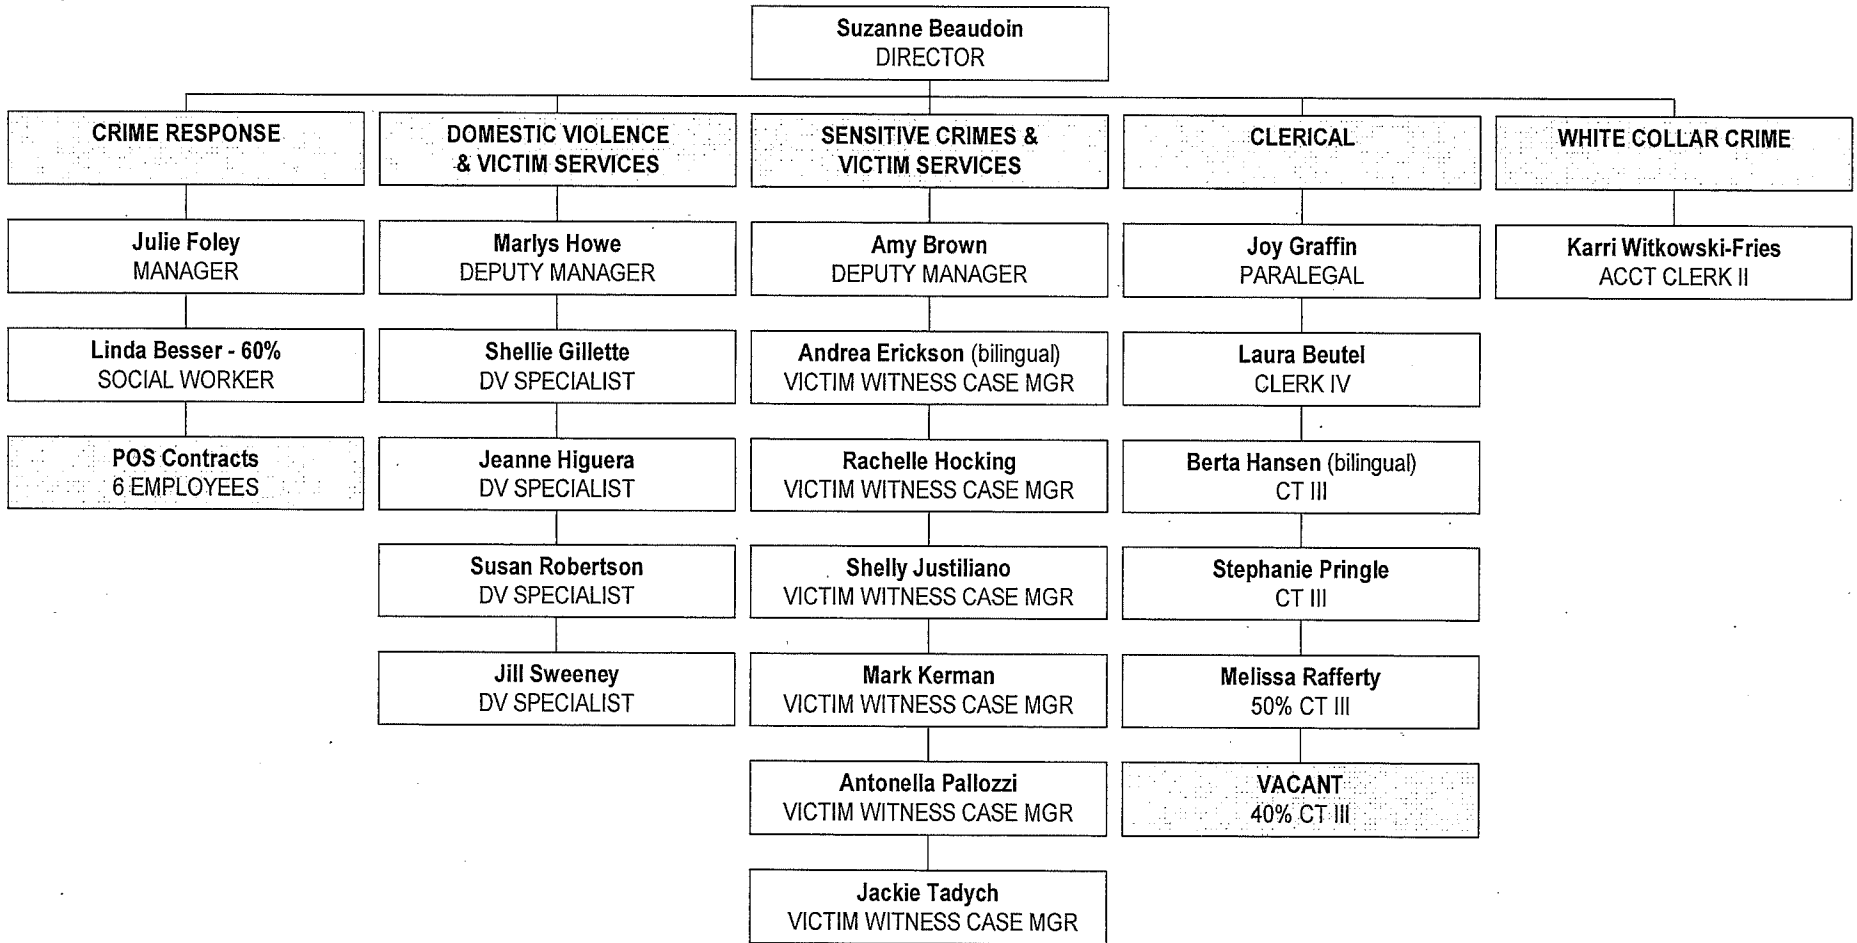 Suzanne Beaudoin
DIRECTOR
CRIME RESPONSE
Julie Foley
MANAGER
Linda Besser - 60%
SOCIAL WORKER
POS Contracts
6 EMPLOYEES
DOMESTIC VIOLENCE
& VICTIM SERVICES
Marlys Howe
DEPUTY MANAGER
Shellie Gillette
DV SPECIALIST
Jeanne Higuera
DV SPECIALIST
Susan Robertson
DV SPECIALIST
Jill Sweeney
DV SPECIALIST
SENSITIVE CRIMES &
VICTIM SERVICES
Amy Brown
DEPUTY MANAGER
Andrea Erickson (bilingual)
VICTIM WITNESS CASE MGR
Rachelle Hocking
VICTIM WITNESS CASE MGR
Shelly Justiliano
VICTIM WITNESS CASE MGR
Mark Kerman
VICTIM WITNESS CASE MGR
Antonella Pallozzi
VICTIM WITNESS CASE MGR
Jackie Tadych
VICTIM WITNESS CASE MGR
CLERICAL
Joy Graffin
PARALEGAL
Laura Beutel
CLERK IV
Berta Hansen (bilingual)
CT III
Stephanie Pringle
CT III
Melissa Rafferty
50% CT III
VACANT
40% CT III
WHITE COLLAR CRIME
Karri Witkowski-Fries
ACCT CLERK II